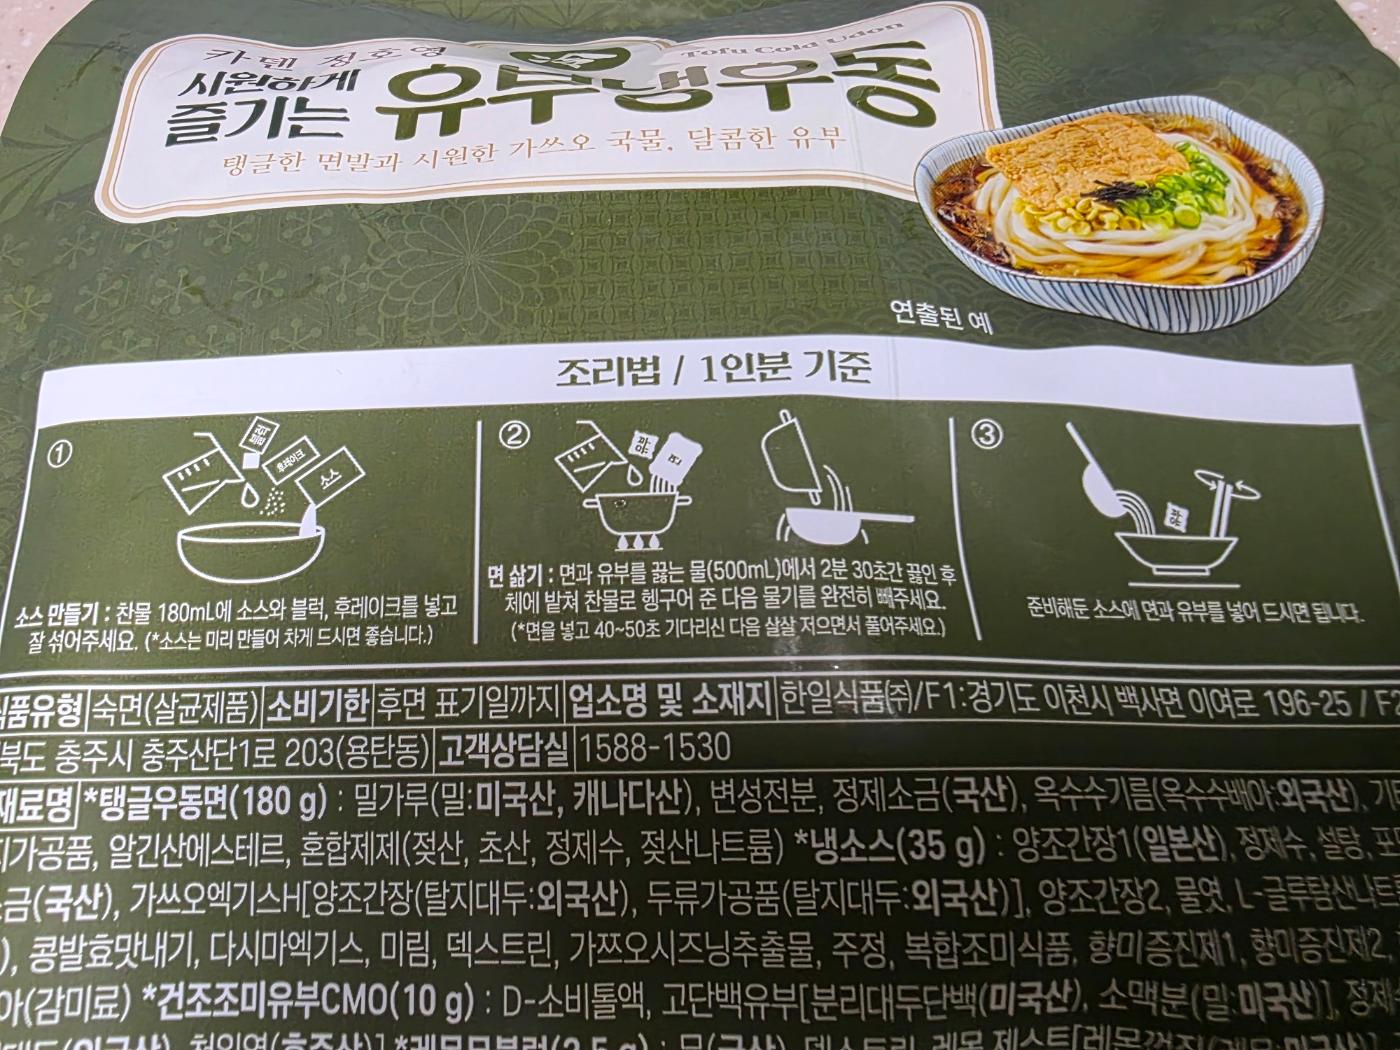 카덴 정호영
시원하게
즐기는
유부냉우동
Tofu Cold Udon
탱글한 면발과 시원한 가쓰오 국물, 달콤한 유부
연출된 예
조리법 / 1인분 기준
①
블럭
후레이크
소스
소스 만들기 : 찬물 180mL에 소스와 블럭, 후레이크를 넣고
잘 섞어주세요. (*소스는 미리 만들어 차게 드시면 좋습니다.)
②
면
면 삶기 : 면과 유부를 끓는 물(500mL)에서 2분 30초간 끓인 후
체에 받쳐 찬물로 헹구어 준 다음 물기를 완전히 빼주세요.
(*면을 넣고 40~50초 기다리신 다음 살살 저으면서 풀어주세요.)
③
준비해둔 소스에 면과 유부를 넣어 드시면 됩니다.
식품유형 숙면(살균제품) 소비기한 후면 표기일까지 업소명 및 소재지 한일식품㈜/F1:경기도 이천시 백사면 이여로 196-25 /
북도 충주시 충주산단1로 203(용탄동) 고객상담실 1588-1530
재료명 *탱글우동면(180 g) : 밀가루(밀:미국산, 캐나다산), 변성전분, 정제소금(국산), 옥수수기름(옥수수배아:외국산),
가공품, 알긴산에스테르, 혼합제제(젖산, 초산, 정제수, 젖산나트륨) *냉소스(35 g) : 양조간장1(일본산), 정제수, 설탕,
금(국산), 가쓰오엑기스H[양조간장(탈지대두:외국산), 두류가공품(탈지대두:외국산)], 양조간장2, 물엿, L-글루탐산나트
), 콩발효맛내기, 다시마엑기스, 미림, 덱스트린, 가쯔오시즈닝추출물, 주정, 복합조미식품, 향미증진제1, 향미증진제2,
아(감미료) *건조조미유부CMO(10 g) : D-소비톨액, 고단백유부[분리대두단백(미국산), 소맥분(밀:미국산)],